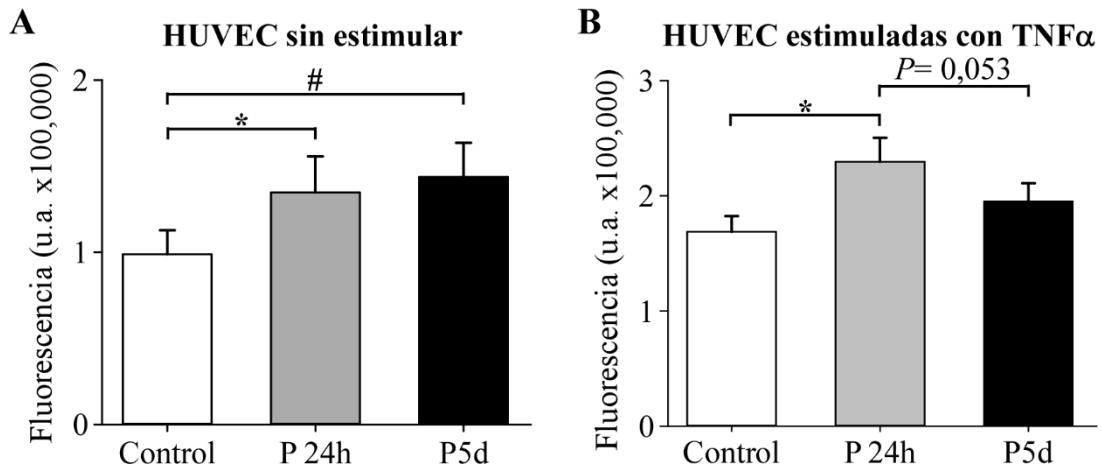 A
HUVEC sin estimular
Fluorescencia (u.a. x100,000)
2
1
0
#
*
Control
P 24h
P5d
B
HUVEC estimuladas con TNFα
Fluorescencia (u.a. x100,000)
3
2
1
0
*
P= 0,053
Control
P 24h
P5d